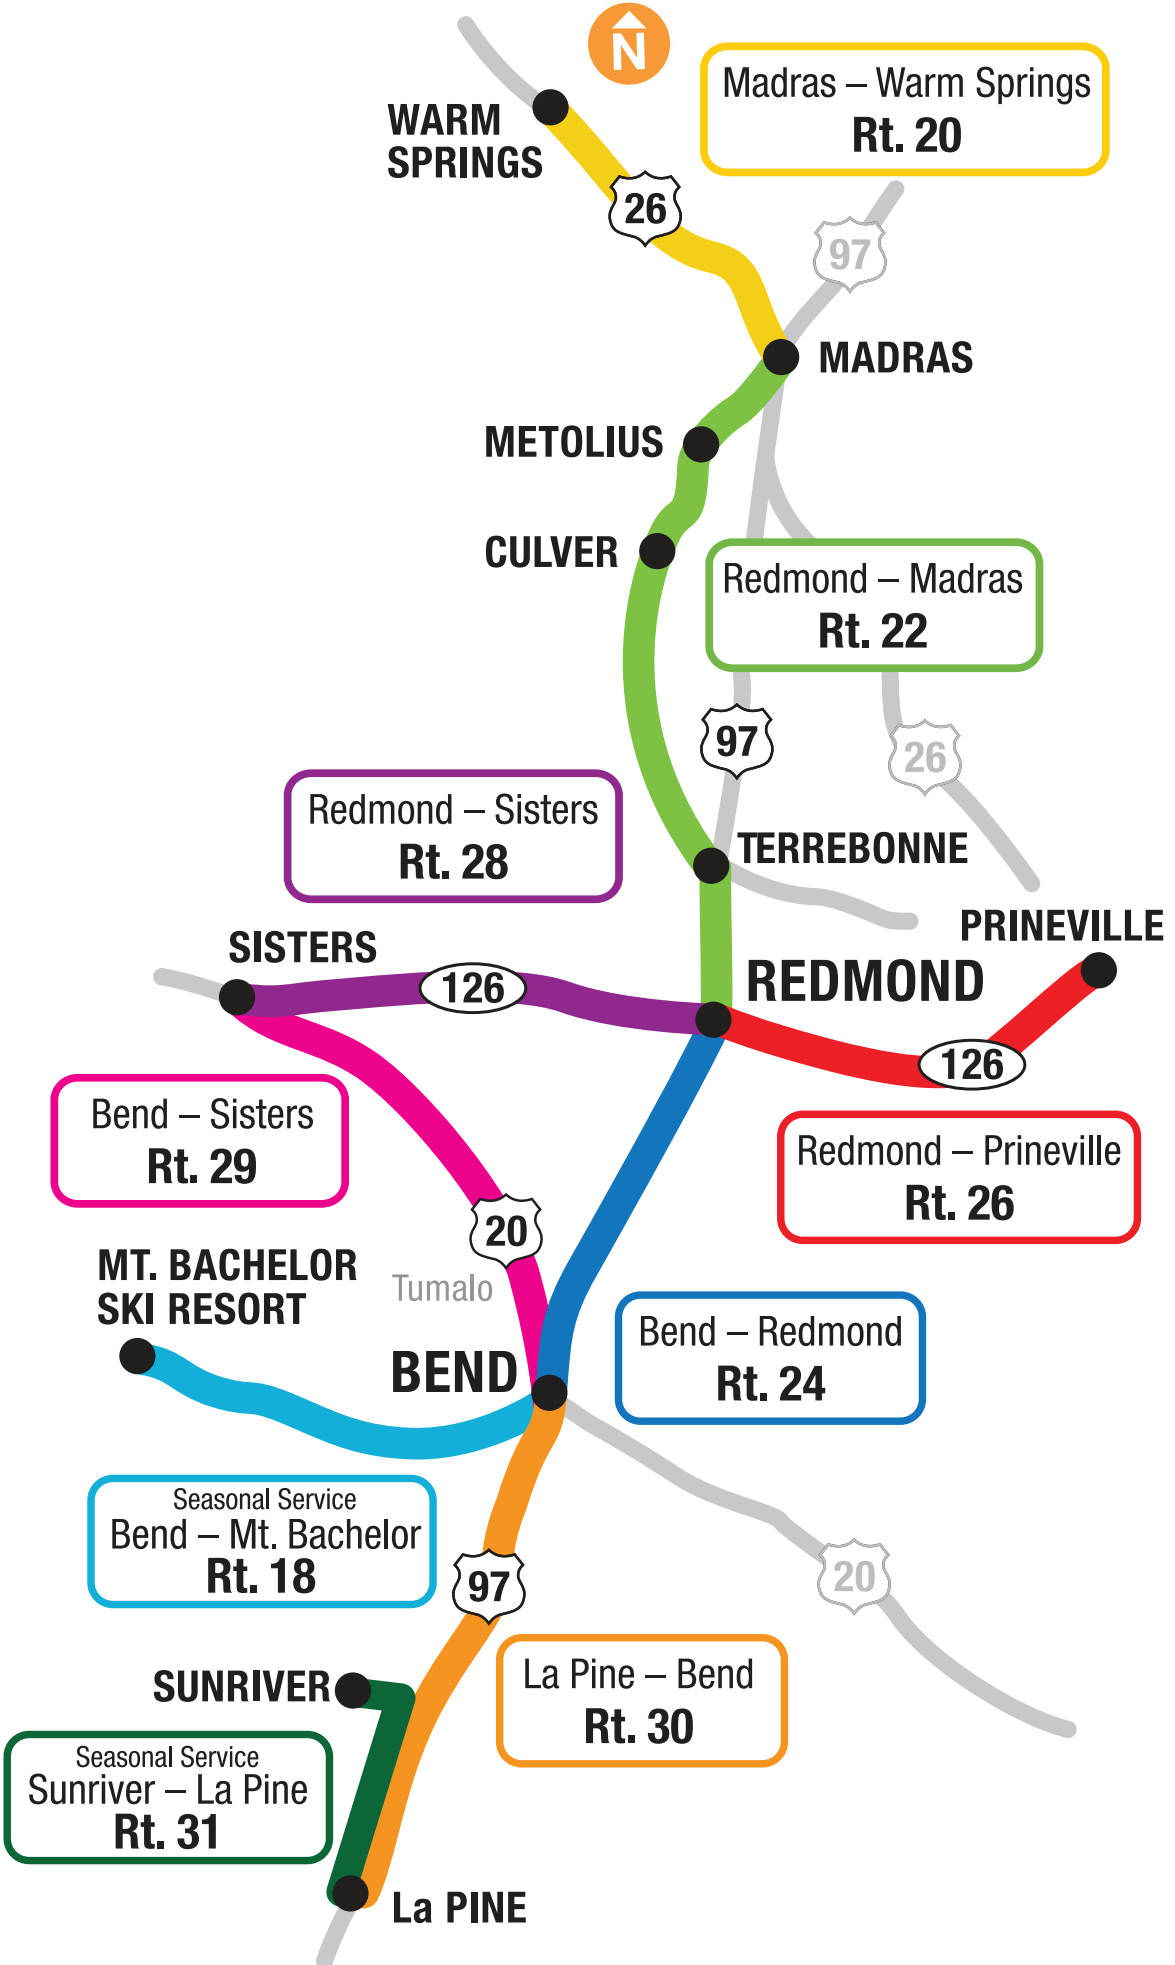 N
Madras – Warm Springs
Rt. 20
WARM
SPRINGS
26
97
MADRAS
METOLIUS
CULVER
Redmond – Madras
Rt. 22
97
26
Redmond – Sisters
Rt. 28
TERREBONNE
PRINEVILLE
SISTERS
126
REDMOND
126
Bend – Sisters
Rt. 29
Redmond – Prineville
Rt. 26
20
MT. BACHELOR
SKI RESORT
Tumalo
Bend – Redmond
Rt. 24
BEND
Seasonal Service
Bend – Mt. Bachelor
Rt. 18
97
20
La Pine – Bend
Rt. 30
SUNRIVER
Seasonal Service
Sunriver – La Pine
Rt. 31
La PINE